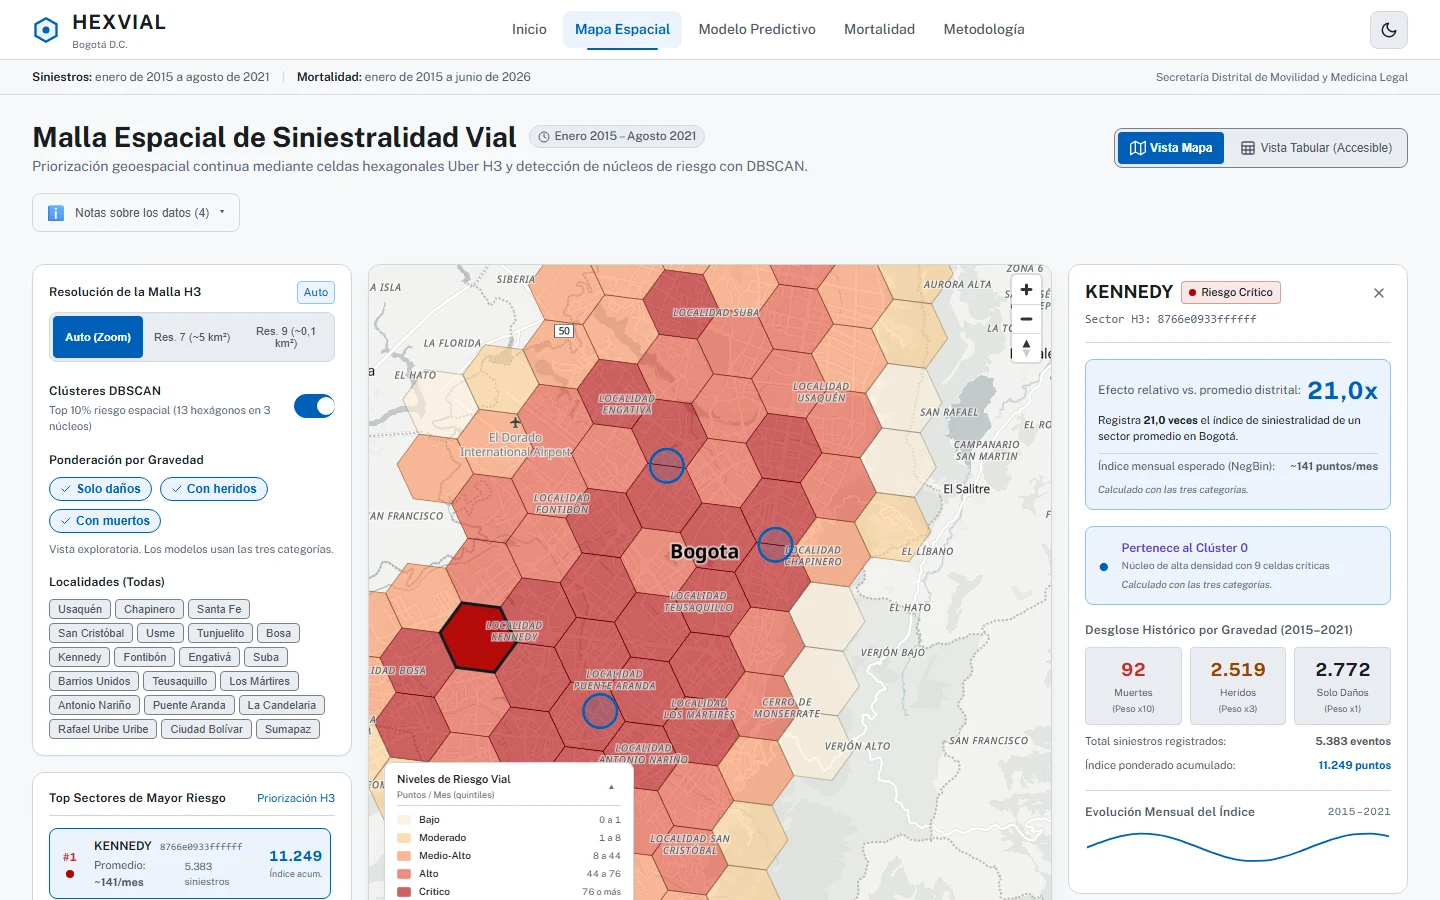 HEXVIAL
Bogotá D.C.
Inicio
Mapa Espacial
Modelo Predictivo
Mortalidad
Metodología
Siniestros: enero de 2015 a agosto de 2021
Mortalidad: enero de 2015 a junio de 2026
Secretaría Distrital de Movilidad y Medicina Legal
Malla Espacial de Siniestralidad Vial
Enero 2015 – Agosto 2021
Priorización geoespacial continua mediante celdas hexagonales Uber H3 y detección de núcleos de riesgo con DBSCAN.
Vista Mapa
Vista Tabular (Accesible)
Notas sobre los datos (4)
Resolución de la Malla H3
Auto
Auto (Zoom)
Res. 7 (~5 km²)
Res. 9 (~0,1
km²)
Clústeres DBSCAN
Top 10% riesgo espacial (13 hexágonos en 3
núcleos)
Ponderación por Gravedad
Solo daños
Con heridos
Con muertos
Vista exploratoria. Los modelos usan las tres categorías.
Localidades (Todas)
Usaquén
Chapinero
Santa Fe
San Cristóbal
Usme
Tunjuelito
Bosa
Kennedy
Fontibón
Engativá
Suba
Barrios Unidos
Teusaquillo
Los Mártires
Antonio Nariño
Puente Aranda
La Candelaria
Rafael Uribe Uribe
Ciudad Bolívar
Sumapaz
Top Sectores de Mayor Riesgo
Priorización H3
#1
KENNEDY 8766e0933ffffff
Promedio:
~141/mes
5.383
siniestros
11.249
Índice acum.
A ISLA
SIBERIA
ZONA 6
AURORA ALTA
LOCALIDAD SUBA
50
LA FLORIDA
LA TO
EL HATO
LOCALIDAD
ENGATIVÁ
LOCALIDAD
USAQUÉN
SAN RAFAEL
EL RO
El Dorado
International Airport
CAMPANARIO
SAN MARTIN
El Salitre
LOCALIDAD
FONTIBÓN
AN FRANCISCO
Bogota
LOCALIDAD
CHAPINERO
EL LÍBANO
LOCALIDAD
TEUSAQUILLO
EL HATO
LOCALIDAD
KENNEDY
VERJÓN BAJO
IDAD BOSA
LOCALIDAD
PUENTE ARANDA
LOCALIDAD
LOS MÁRTIRES
CERRO DE
MONSERRATE
SAN FRANCISCO
VERJÓN ALTO
LOCALIDAD
ANTONIO NARIÑO
LOCALIDAD SAN
CRISTÓBAL
Niveles de Riesgo Vial
Puntos / Mes (quintiles)
Bajo 0 a 1
Moderado 1 a 8
Medio-Alto 8 a 44
Alto 44 a 76
Crítico 76 o más
KENNEDY
Riesgo Crítico
Sector H3: 8766e0933ffffff
Efecto relativo vs. promedio distrital: 21,0x
Registra 21,0 veces el índice de siniestralidad de un
sector promedio en Bogotá.
Índice mensual esperado (NegBin): ~141 puntos/mes
Calculado con las tres categorías.
Pertenece al Clúster 0
Núcleo de alta densidad con 9 celdas críticas
Calculado con las tres categorías.
Desglose Histórico por Gravedad (2015–2021)
92
Muertes
(Peso x10)
2.519
Heridos
(Peso x3)
2.772
Solo Daños
(Peso x1)
Total siniestros registrados: 5.383 eventos
Índice ponderado acumulado: 11.249 puntos
Evolución Mensual del Índice
2015–2021